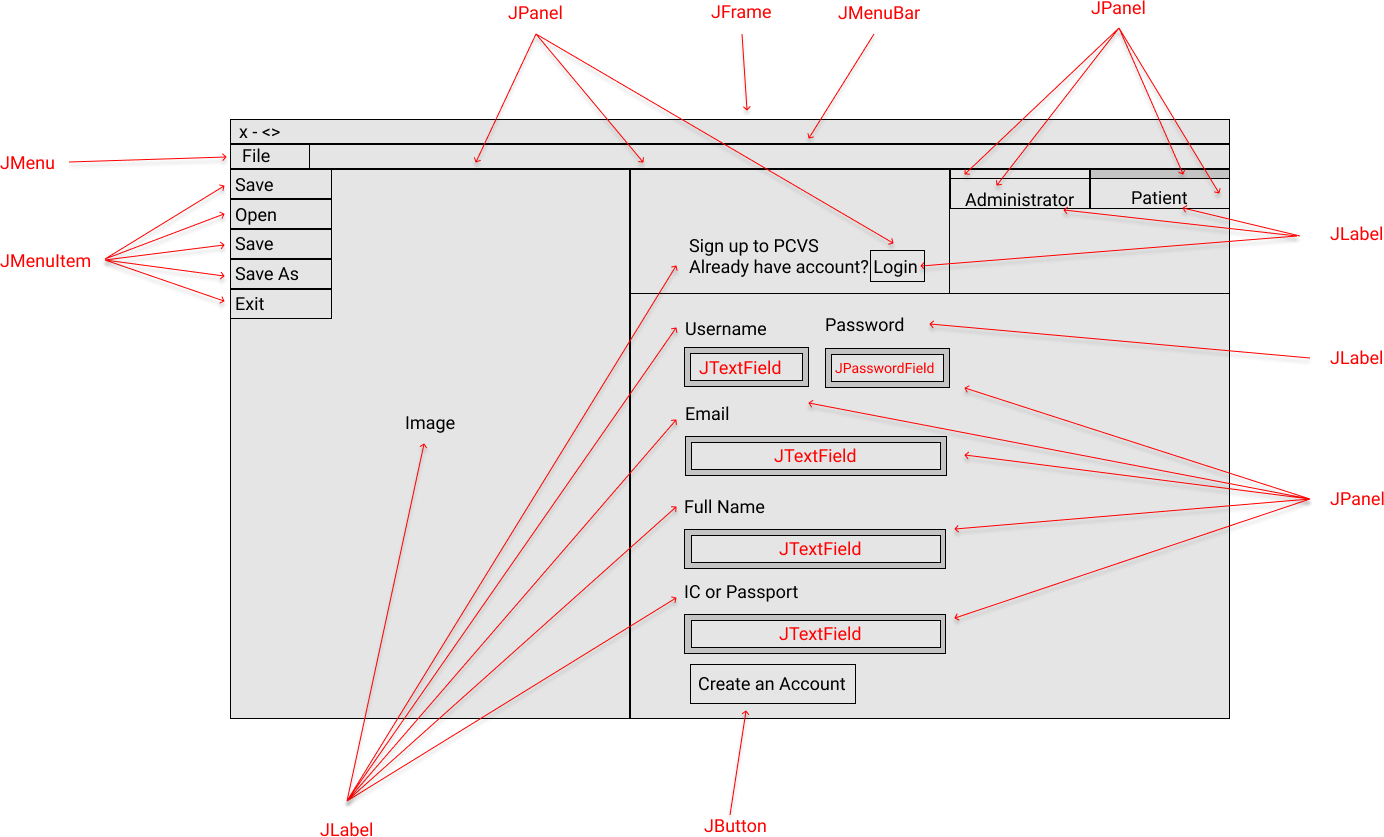 JPanel
JFrame
JMenuBar
JPanel
x - <>
JMenu
File
Save
Open
Save
Save As
Exit
JMenuItem
Administrator
Patient
JLabel
Sign up to PCVS
Already have account?
Login
Username
Password
JLabel
JTextField
JPasswordField
Image
Email
JTextField
JPanel
Full Name
JTextField
IC or Passport
JTextField
Create an Account
JLabel
JButton